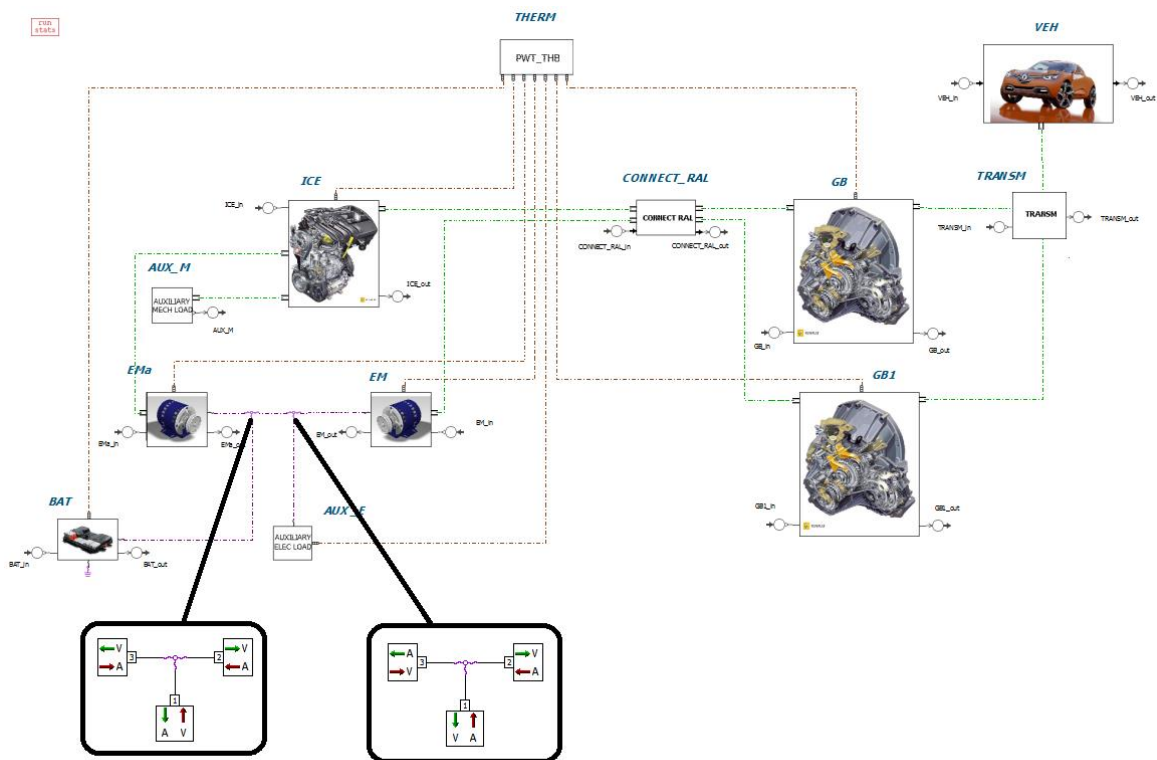 run
stats
THERM
PWT_THB
VEH
VEH_in
VEH_out
ICE
ICE_in
ICE_out
CONNECT_RAL
CONNECT RAL
CONNECT_RAL_in
CONNECT_RAL_out
GB
GB_in
GB_out
TRANSM
TRANSM
TRANSM_in
TRANSM_out
AUX_M
AUXILIARY
MECH LOAD
AUX_M
EMa
EMa_in
EMa_ou
EM
EM_out
EM_in
GB1
GB1_in
GB1_out
BAT
BAT_in
BAT_out
AUX_E
AUXILIARY
ELEC LOAD
V
A
3
2
V
A
1
A V
A
V
3
2
V
A
1
V A